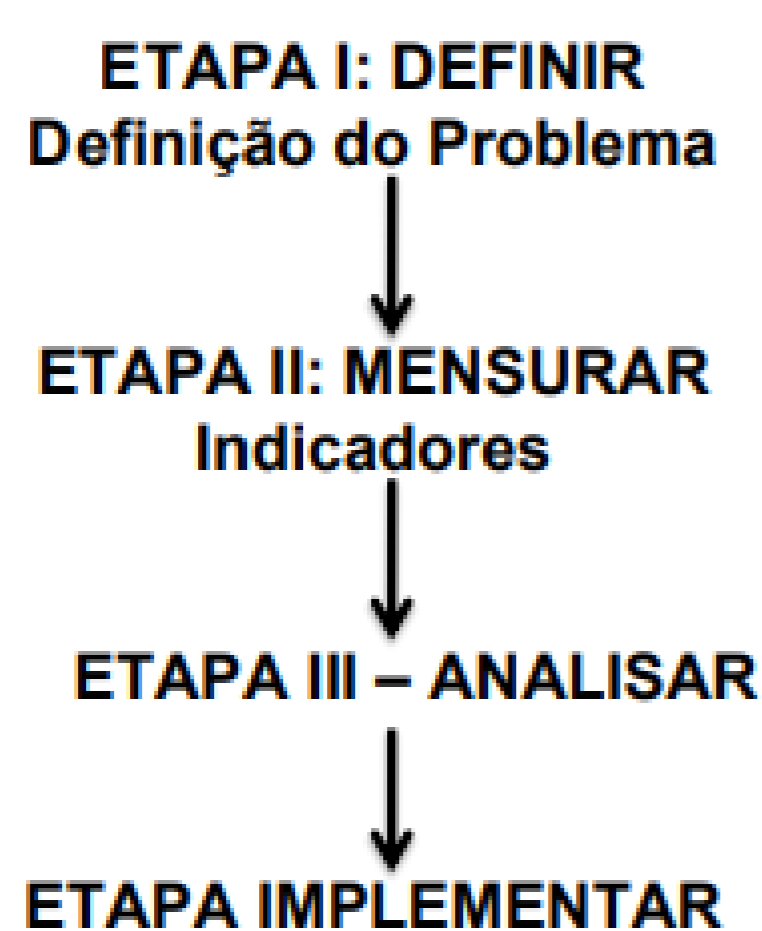 ETAPA I: DEFINIR
Definição do Problema
ETAPA II: MENSURAR
Indicadores
ETAPA III – ANALISAR
ETAPA IMPLEMENTAR